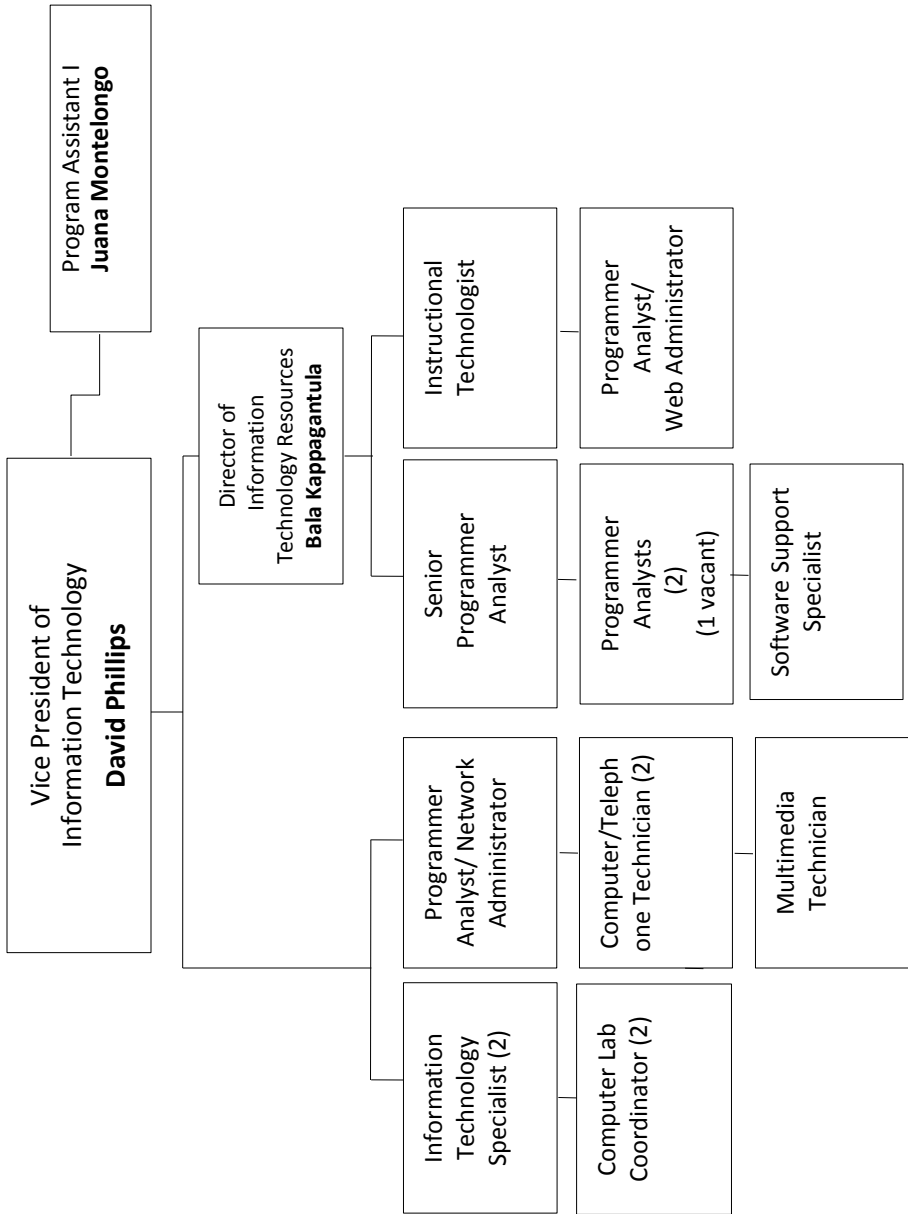 Vice President of
Information Technology
David Phillips
Program Assistant I
Juana Montelongo
Director of
Information
Technology Resources
Bala Kappagantula
Information
Technology
Specialist (2)
Computer Lab
Coordinator (2)
Programmer
Analyst/ Network
Administrator
Computer/Teleph
one Technician (2)
Multimedia
Technician
Senior
Programmer
Analyst
Programmer
Analysts
(2)
(1 vacant)
Software Support
Specialist
Instructional
Technologist
Programmer
Analyst/
Web Administrator